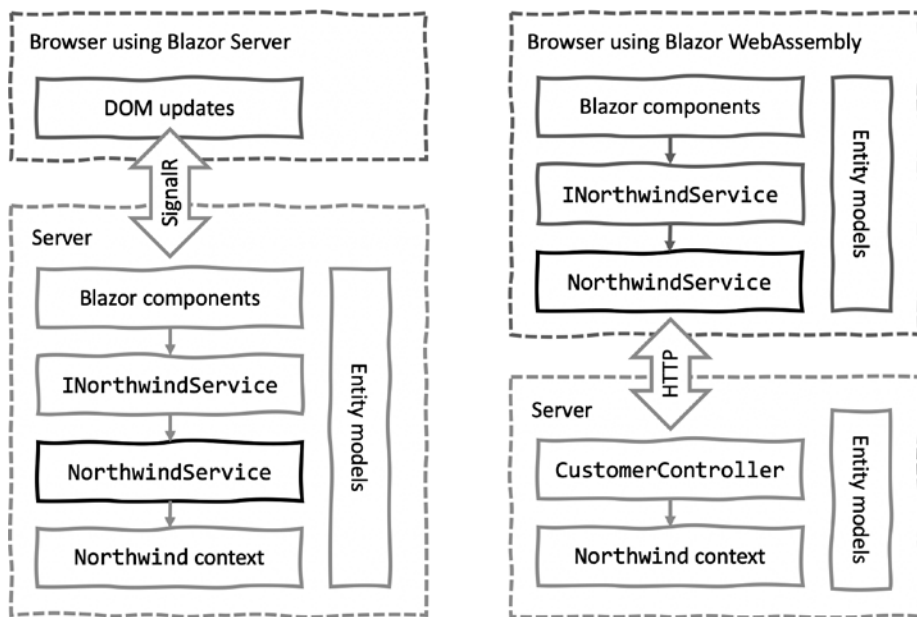 Browser using Blazor Server
DOM updates
SignalR
Server
Blazor components
INorthwindService
NorthwindService
Northwind context
Entity models
Browser using Blazor WebAssembly
Blazor components
INorthwindService
NorthwindService
Entity models
HTTP
Server
CustomerController
Northwind context
Entity models